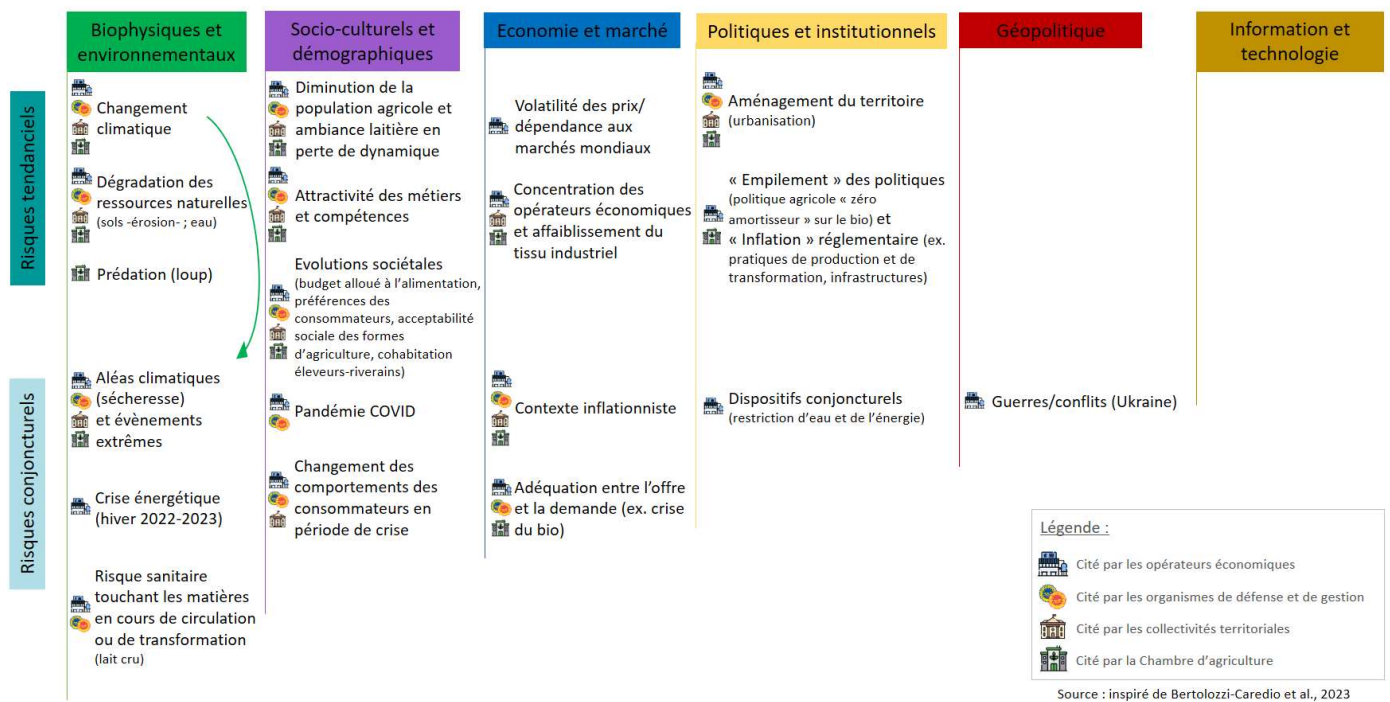 Biophysiques et
environnementaux
Socio-culturels et
démographiques
Economie et marché
Politiques et institutionnels
Géopolitique
Information et
technologie
Risques tendanciels
Changement
climatique
Dégradation des
ressources naturelles
(sols -érosion- ; eau)
Prédation (loup)
Diminution de la
population agricole et
ambiance laitière en
perte de dynamique
Attractivité des métiers
et compétences
Evolutions sociétales
(budget alloué à l'alimentation,
préférences des
consommateurs, acceptabilité
sociale des formes
d'agriculture, cohabitation
éleveurs-riverains)
Volatilité des prix/
dépendance aux
marchés mondiaux
Concentration des
opérateurs économiques
et affaiblissement du
tissu industriel
Aménagement du territoire
(urbanisation)
« Empilement » des politiques
(politique agricole « zéro
amortisseur » sur le bio) et
« Inflation » réglementaire (ex.
pratiques de production et de
transformation, infrastructures)
Risques conjoncturels
Aléas climatiques
(sécheresse)
et évènements
extrêmes
Crise énergétique
(hiver 2022-2023)
Risque sanitaire
touchant les matières
en cours de circulation
ou de transformation
(lait cru)
Pandémie COVID
Changement des
comportements des
consommateurs en
période de crise
Contexte inflationniste
Adéquation entre l'offre
et la demande (ex. crise
du bio)
Dispositifs conjoncturels
(restriction d'eau et de l'énergie)
Guerres/conflits (Ukraine)
Légende :
Cité par les opérateurs économiques
Cité par les organismes de défense et de gestion
Cité par les collectivités territoriales
Cité par la Chambre d'agriculture
Source : inspiré de Bertolozzi-Caredio et al., 2023